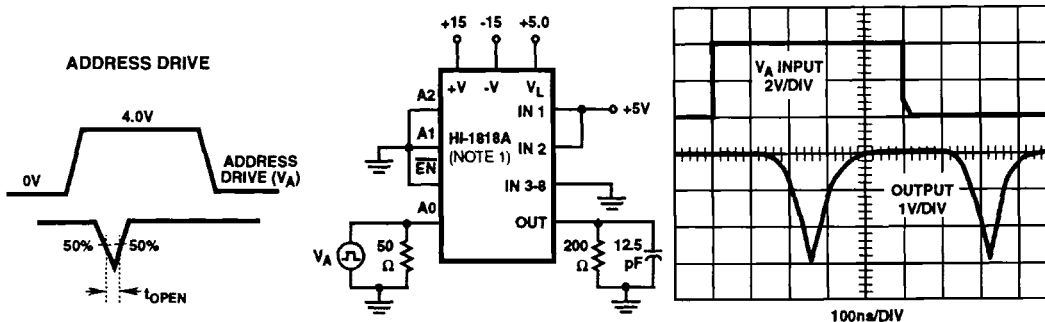 ADDRESS DRIVE
4.0V
0V
ADDRESS
DRIVE (VA)
50%
50%
tOPEN
+15
-15
+5.0
+V
-V
VL
A2
A1
EN
A0
HI-1818A
(NOTE 1)
IN 1
IN 2
IN 3-8
OUT
+5V
VA
50
Ω
200
Ω
12.5
pF
VA INPUT
2V/DIV
OUTPUT
1V/DIV
100ns/DIV